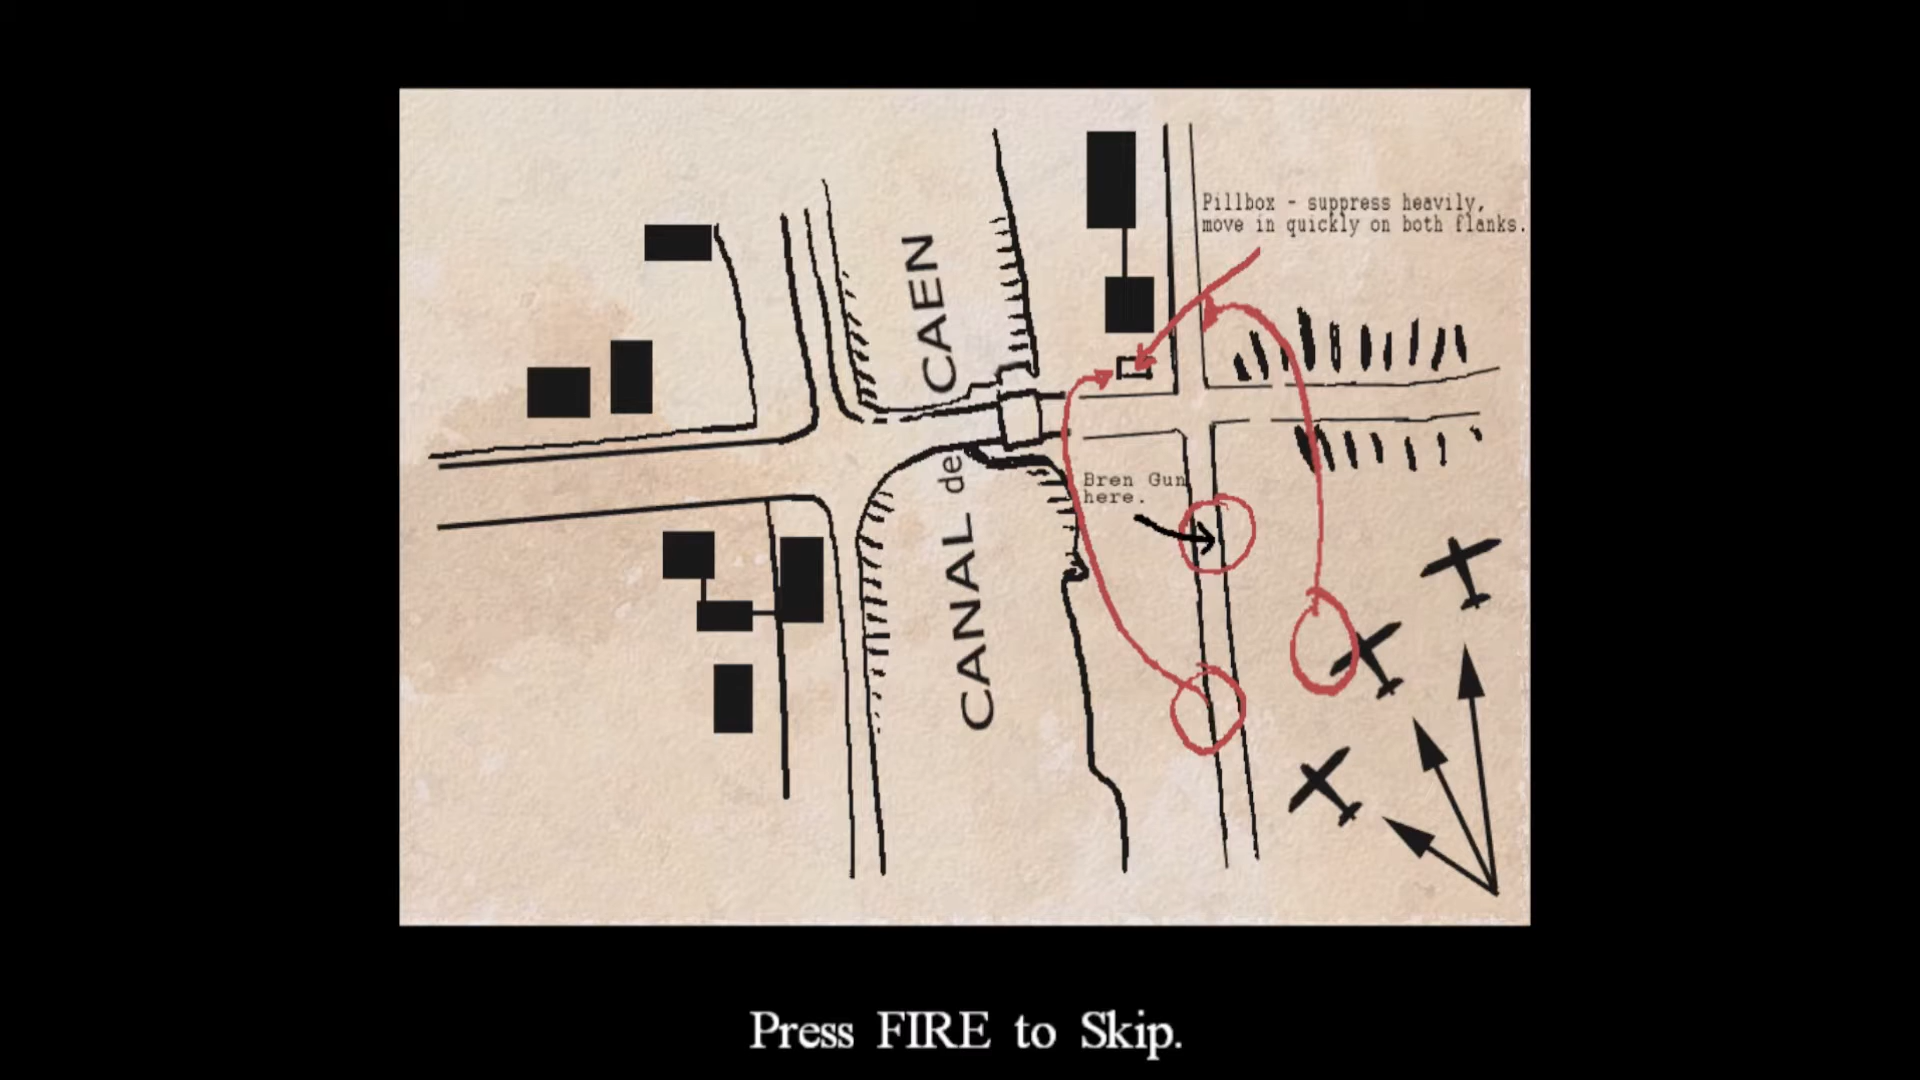 Pillbox - suppress heavily,
move in quickly on both flanks.
CANAL de CAEN
Bren Gun
here.
Press FIRE to Skip.